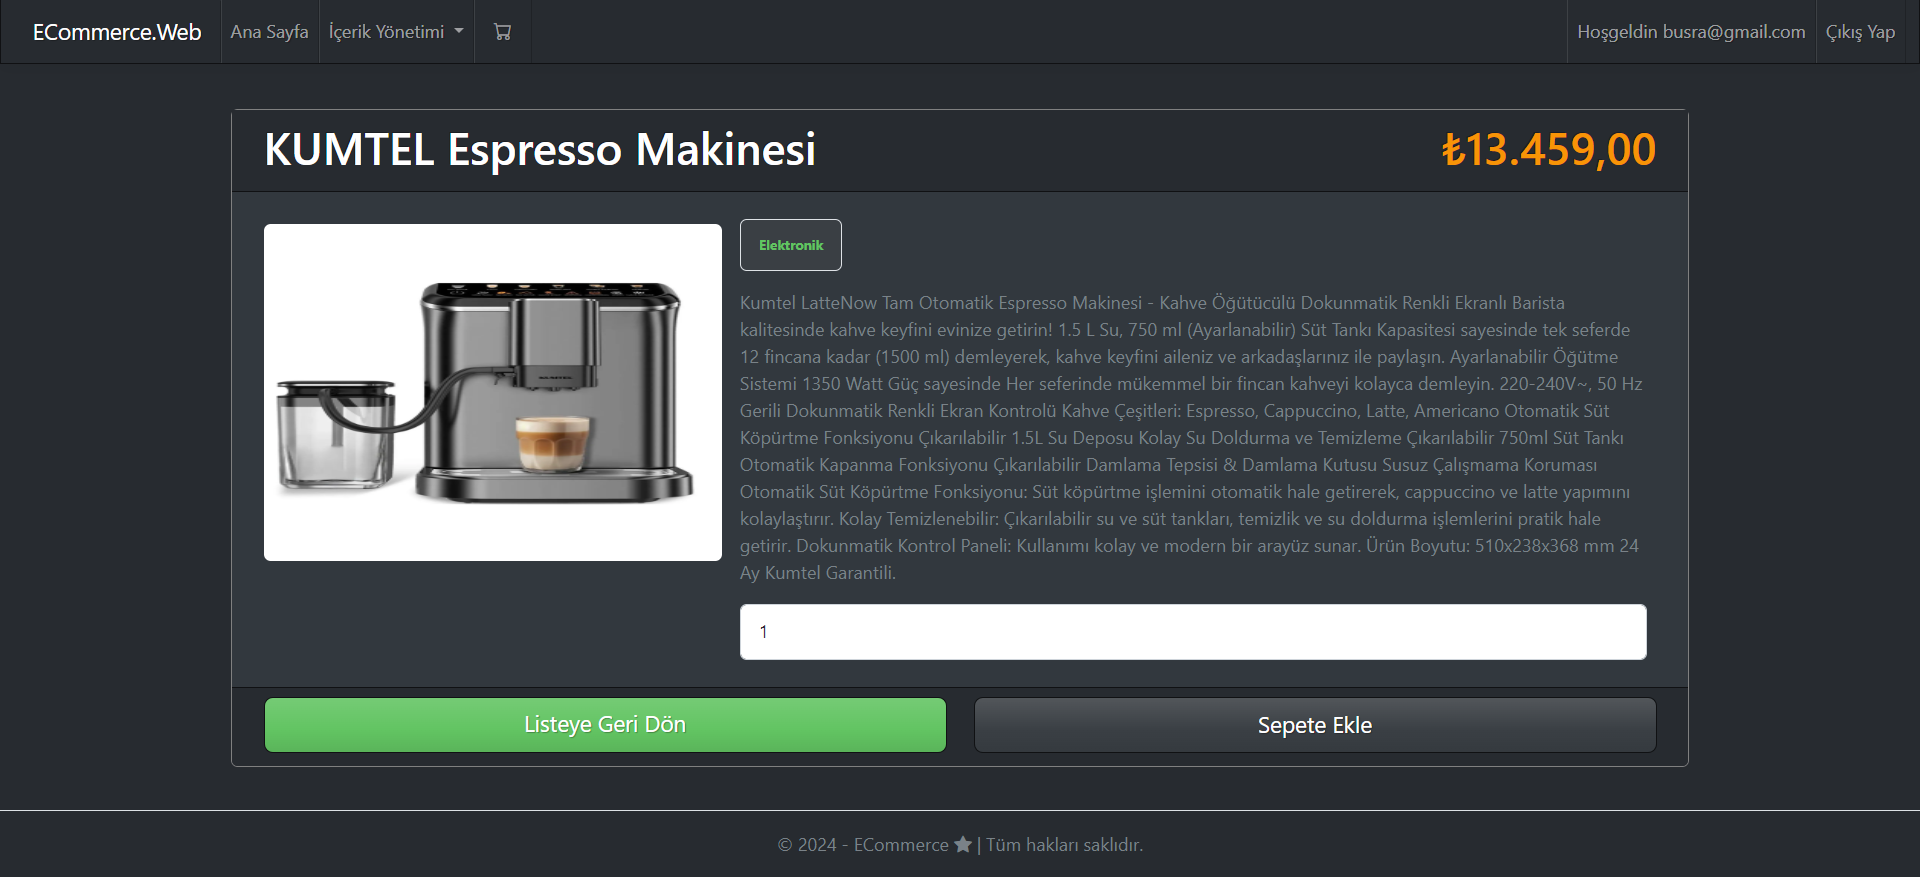 ECommerce.Web
Ana Sayfa
İçerik Yönetimi
Hoşgeldin busra@gmail.com
Çıkış Yap
KUMTEL Espresso Makinesi
₺13.459,00
Elektronik
Kumtel LatteNow Tam Otomatik Espresso Makinesi - Kahve Öğütücülü Dokunmatik Renkli Ekranlı Barista
kalitesinde kahve keyfini evinize getirin! 1.5 L Su, 750 ml (Ayarlanabilir) Süt Tankı Kapasitesi sayesinde tek seferde
12 fincana kadar (1500 ml) demleyerek, kahve keyfini aileniz ve arkadaşlarınız ile paylaşın. Ayarlanabilir Öğütme
Sistemi 1350 Watt Güç sayesinde Her seferinde mükemmel bir fincan kahveyi kolayca demleyin. 220-240V~, 50 Hz
Gerili Dokunmatik Renkli Ekran Kontrolü Kahve Çeşitleri: Espresso, Cappuccino, Latte, Americano Otomatik Süt
Köpürtme Fonksiyonu Çıkarılabilir 1.5L Su Deposu Kolay Su Doldurma ve Temizleme Çıkarılabilir 750ml Süt Tankı
Otomatik Kapanma Fonksiyonu Çıkarılabilir Damlama Tepsisi & Damlama Kutusu Susuz Çalışmama Koruması
Otomatik Süt Köpürtme Fonksiyonu: Süt köpürtme işlemini otomatik hale getirerek, cappuccino ve latte yapımını
kolaylaştırır. Kolay Temizlenebilir: Çıkarılabilir su ve süt tankları, temizlik ve su doldurma işlemlerini pratik hale
getirir. Dokunmatik Kontrol Paneli: Kullanımı kolay ve modern bir arayüz sunar. Ürün Boyutu: 510x238x368 mm 24
Ay Kumtel Garantili.
1
Listeye Geri Dön
Sepete Ekle
© 2024 - ECommerce ★ | Tüm hakları saklıdır.